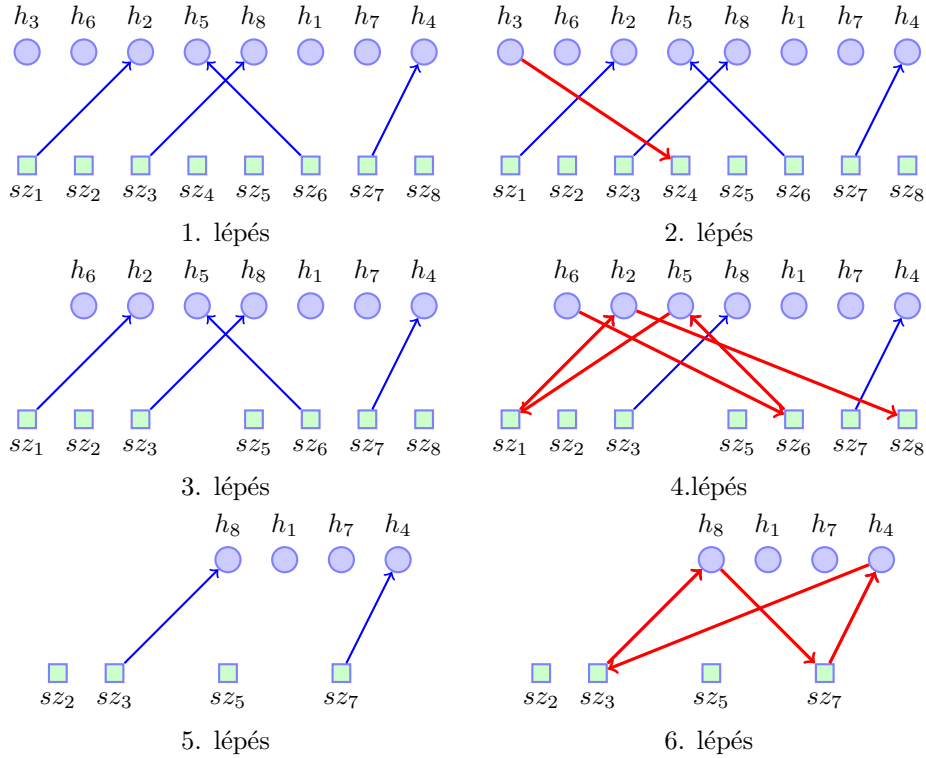 h3 h6 h2 h5 h8 h1 h7 h4
sz1 sz2 sz3 sz4 sz5 sz6 sz7 sz8
1. lépés
h3 h6 h2 h5 h8 h1 h7 h4
sz1 sz2 sz3 sz4 sz5 sz6 sz7 sz8
2. lépés
h6 h2 h5 h8 h1 h7 h4
sz1 sz2 sz3 sz5 sz6 sz7 sz8
3. lépés
h6 h2 h5 h8 h1 h7 h4
sz1 sz2 sz3 sz5 sz6 sz7 sz8
4.lépés
h8 h1 h7 h4
sz2 sz3 sz5 sz7
5. lépés
h8 h1 h7 h4
sz2 sz3 sz5 sz7
6. lépés